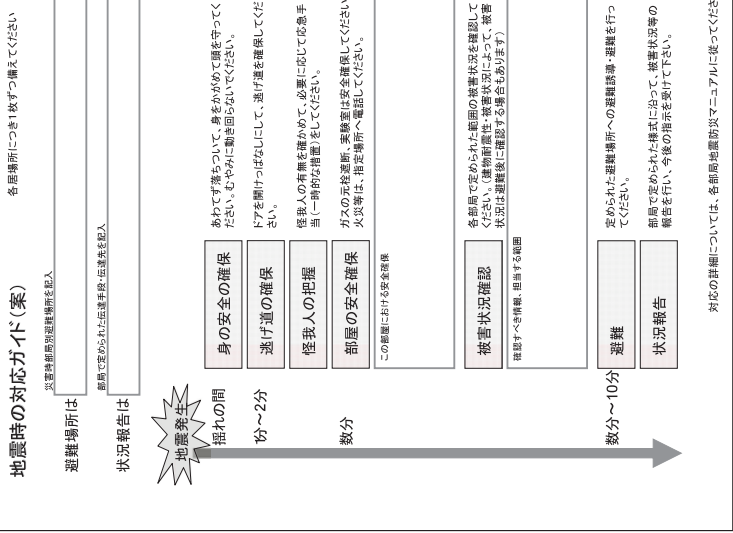 地震時の対応ガイド（案）
各居場所につき1枚ずつ備えてください
災害時部局別避難場所を記入
避難場所は
部局で定められた伝達手段・伝達先を記入
状況報告は
地震発生
揺れの間
身の安全の確保
あわてず落ちついて、身をかがめて頭を守ってく
ださい。むやみに動き回らないでください。
1分～2分
逃げ道の確保
ドアを開けっぱなしにして、逃げ道を確保してくだ
さい。
怪我人の把握
怪我人の有無を確かめて、必要に応じて応急手
当（一時的な措置）をしてください。
数分
部屋の安全確保
ガスの元栓遮断、実験室は安全確保してください
火災等は、指定場所へ電話してください。
この部屋における安全確保
被害状況確認
各部局で定められた範囲の被害状況を確認して
ください。（建物耐震性・被害状況によって、被害
状況は避難後に確認する場合もあります）
確認すべき情報、担当する範囲
数分～10分
避難
定められた避難場所への避難誘導・避難を行っ
てください。
状況報告
部局で定められた様式に沿って、被害状況等の
報告を行い、今後の指示を受けて下さい。
対応の詳細については、各部局地震防災マニュアルに従ってくださ